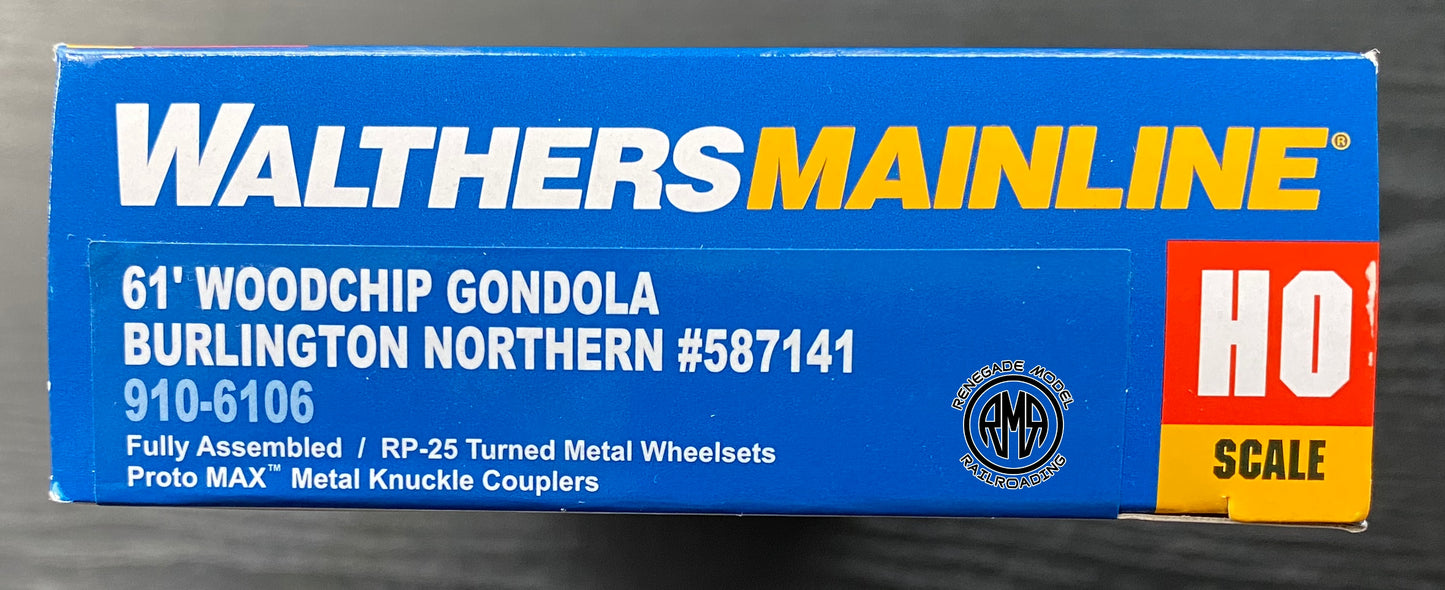 WALTHERSMAINLINE®
61' WOODCHIP GONDOLA
BURLINGTON NORTHERN #587141
910-6106
Fully Assembled / RP-25 Turned Metal Wheelsets
Proto MAX™ Metal Knuckle Couplers
RENEGADE MODEL
RMR
RAILROADING
HO
SCALE